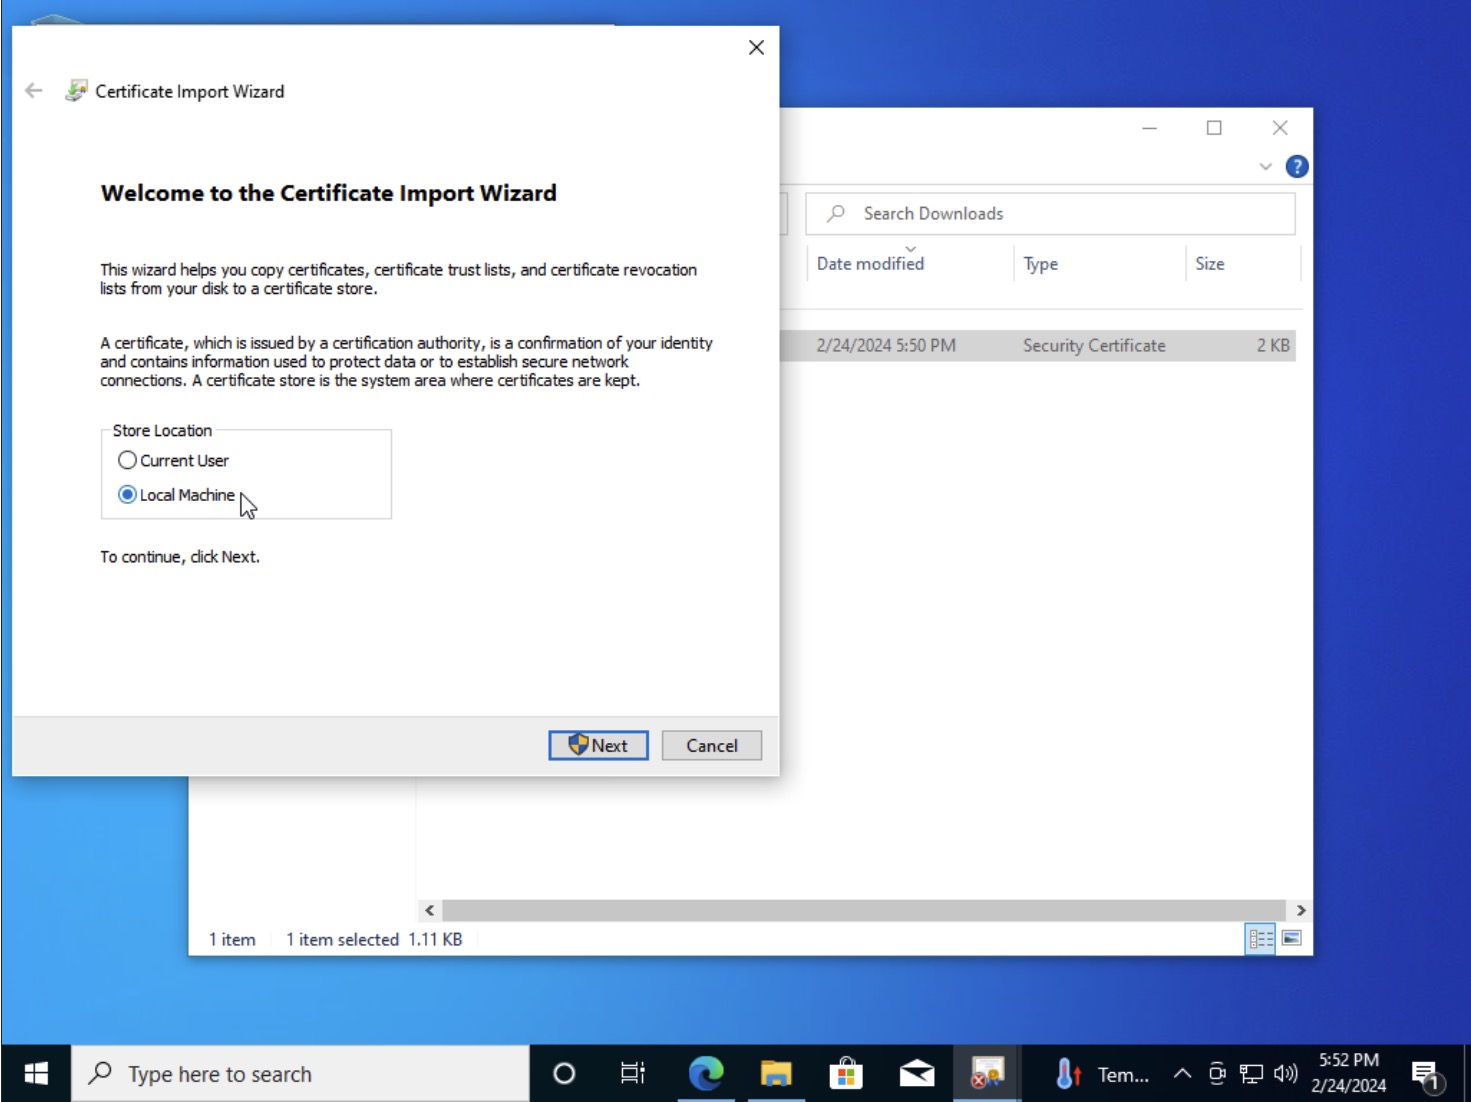 Certificate Import Wizard
Welcome to the Certificate Import Wizard
This wizard helps you copy certificates, certificate trust lists, and certificate revocation
lists from your disk to a certificate store.
A certificate, which is issued by a certification authority, is a confirmation of your identity
and contains information used to protect data or to establish secure network
connections. A certificate store is the system area where certificates are kept.
Store Location
Current User
Local Machine
To continue, click Next.
Next
Cancel
?
Search Downloads
Date modified
Type
Size
2/24/2024 5:50 PM
Security Certificate
2 KB
1 item
1 item selected 1.11 KB
Type here to search
Tem...
5:52 PM
2/24/2024
1